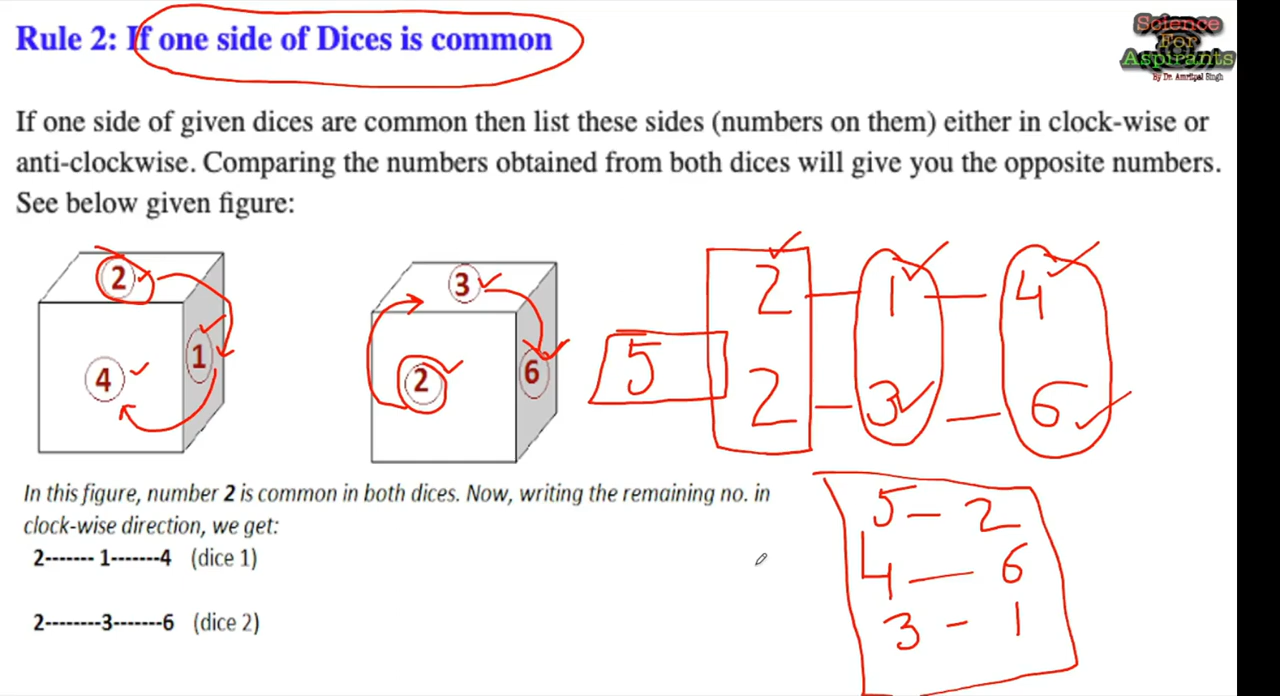 Rule 2: If one side of Dices is common
Science
For
Aspirants
By Dr. Amritpal Singh
If one side of given dices are common then list these sides (numbers on them) either in clock-wise or
anti-clockwise. Comparing the numbers obtained from both dices will give you the opposite numbers.
See below given figure:
2
1
4
3
2
6
2 — 1 — 4
5
2 — 3 — 6
In this figure, number 2 is common in both dices. Now, writing the remaining no. in
clock-wise direction, we get:
2------- 1-------4 (dice 1)
2--------3-------6 (dice 2)
5 — 2
4 — 6
3 — 1